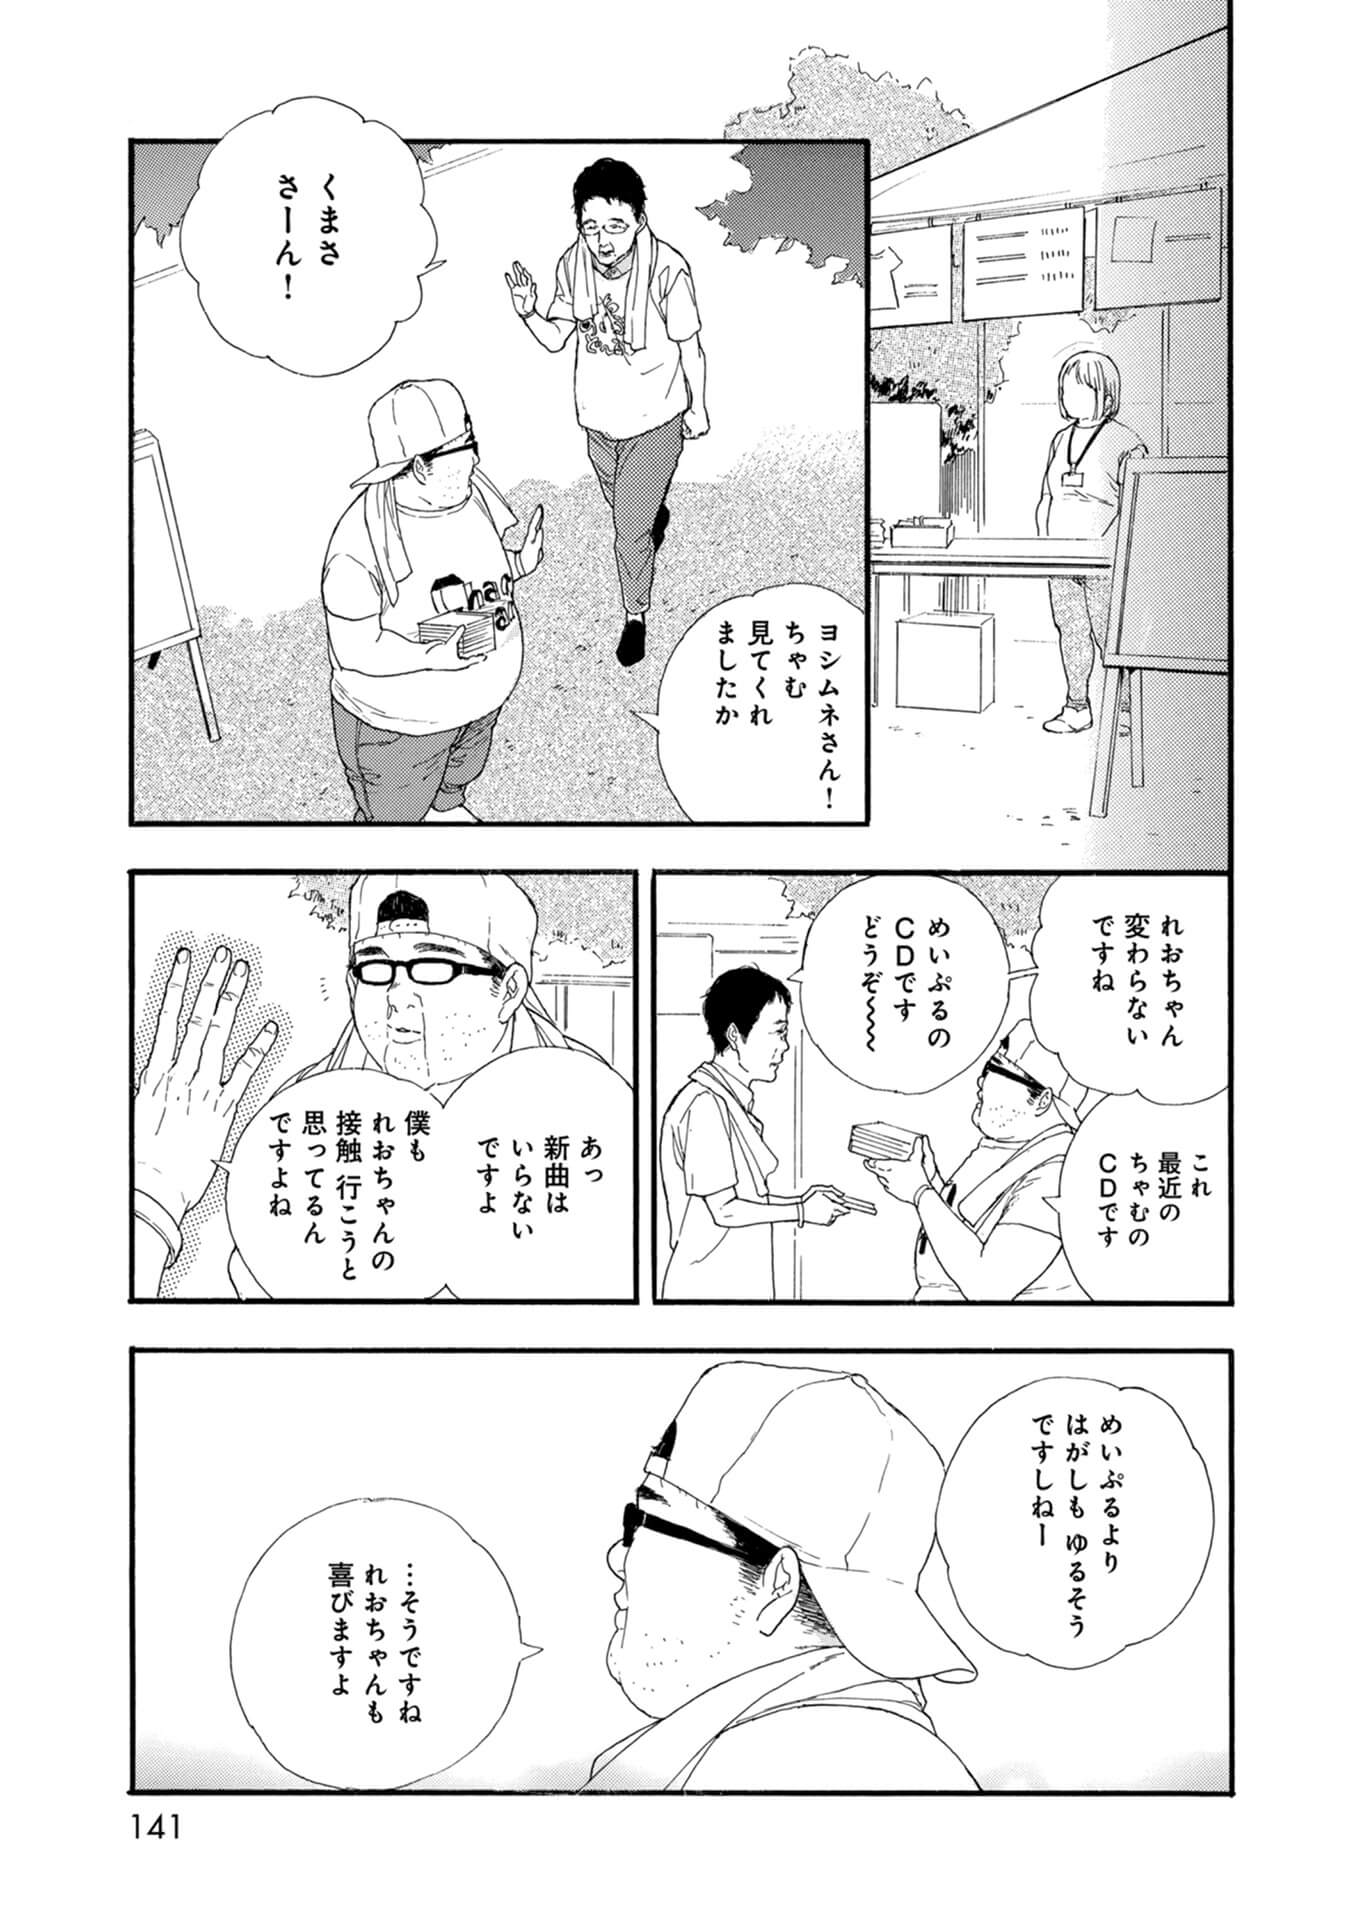 くまさ
さーん！
ヨシムネさん！
ちゃむ
見てくれ
ましたか
れおちゃん
変わらない
ですね
これ
最近の
ちゃむの
CDです
めいぷるの
CDです
どうぞ〜〜〜
あっ
新曲は
いらない
ですよ
僕も
れおちゃんの
接触 行こうと
思ってるん
ですよね
めいぷるより
はがしも ゆるそう
ですしねー
…そうですね
れおちゃんも
喜びますよ
141